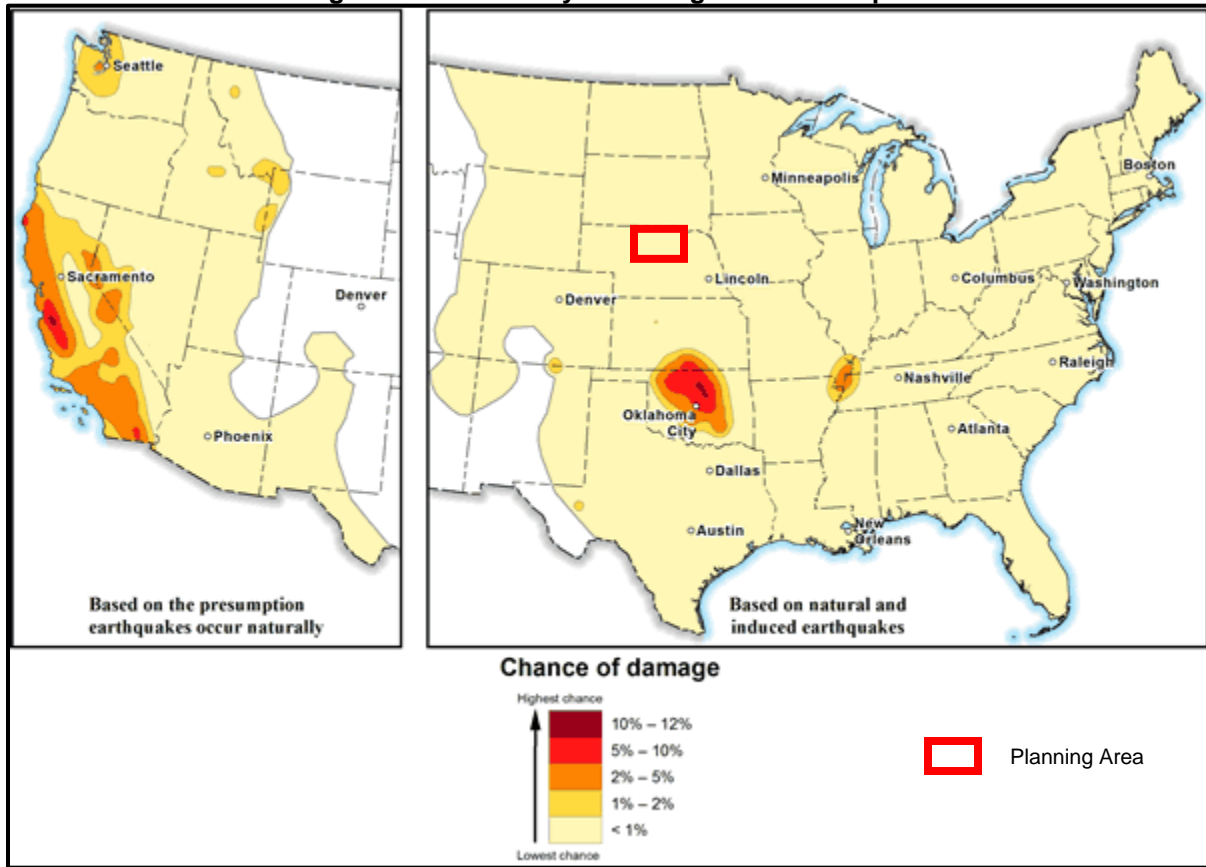 Seattle
Sacramento
Denver
Phoenix
Based on the presumption
earthquakes occur naturally
Minneapolis
Boston
Lincoln
Columbus
Washington
Denver
Raleigh
Nashville
Oklahoma
City
Atlanta
Dallas
Austin
New
Orleans
Based on natural and
induced earthquakes
Chance of damage
Highest chance
10% – 12%
5% – 10%
2% – 5%
1% – 2%
< 1%
Lowest chance
Planning Area